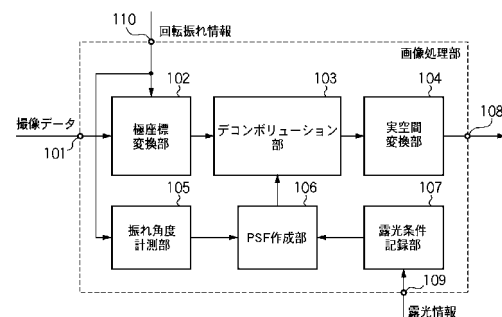 110
回転振れ情報
画像処理部
102
103
104
撮像データ
108
極座標
変換部
デコンボリューション
部
実空間
変換部
101
105
106
107
振れ角度
計測部
PSF作成部
露光条件
記録部
109
露光情報